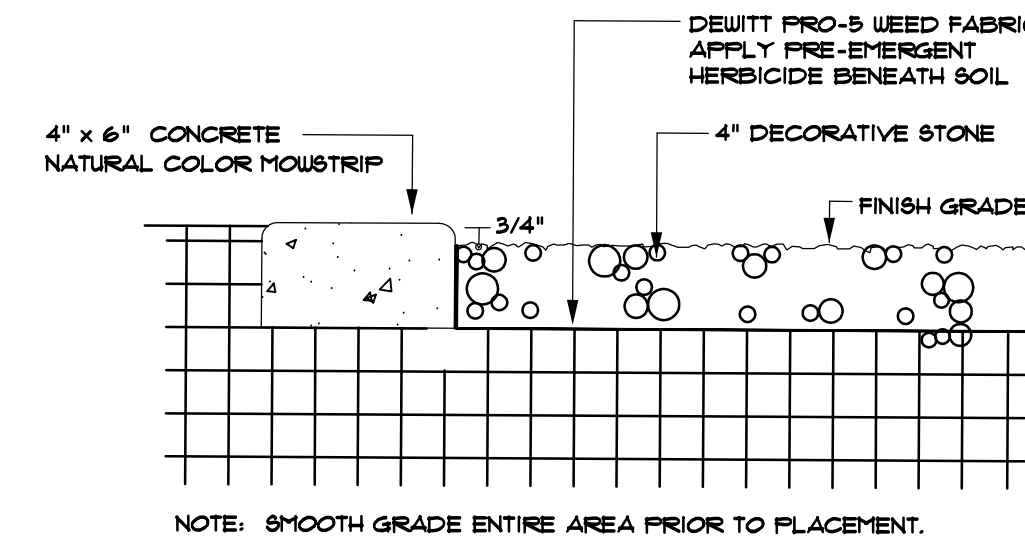 DEWITT PRO-5 WEED FABRIC
APPLY PRE-EMERGENT
HERBICIDE BENEATH SOIL
4" x 6" CONCRETE
NATURAL COLOR MOWSTRIP
4" DECORATIVE STONE
FINISH GRADE
3/4"
NOTE: SMOOTH GRADE ENTIRE AREA PRIOR TO PLACEMENT.